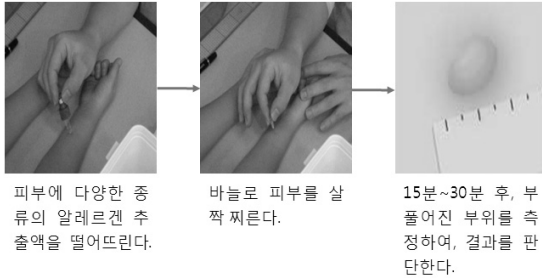 피부에 다양한 종
류의 알레르겐 추
출액을 떨어뜨린다.
바늘로 피부를 살
짝 찌른다.
15분~30분 후, 부
풀어진 부위를 측
정하여, 결과를 판
단한다.